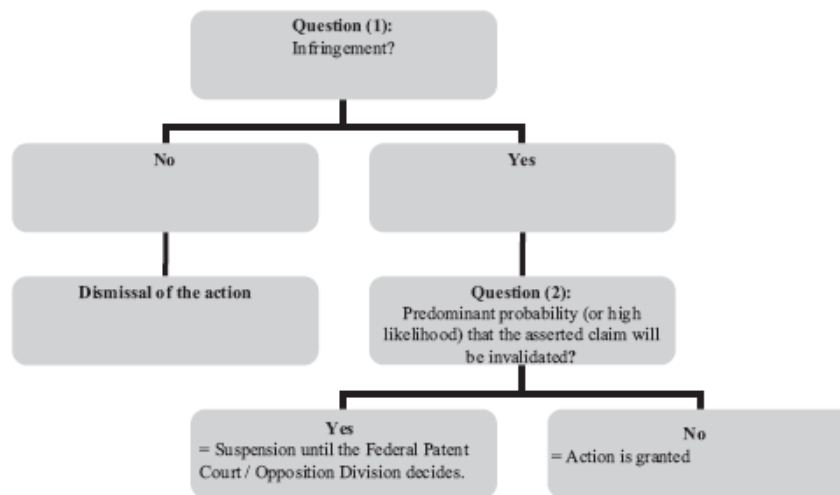 Question (1):
Infringement?
No
Yes
Dismissal of the action
Question (2):
Predominant probability (or high
likelihood) that the asserted claim will
be invalidated?
Yes
= Suspension until the Federal Patent
Court / Opposition Division decides.
No
= Action is granted